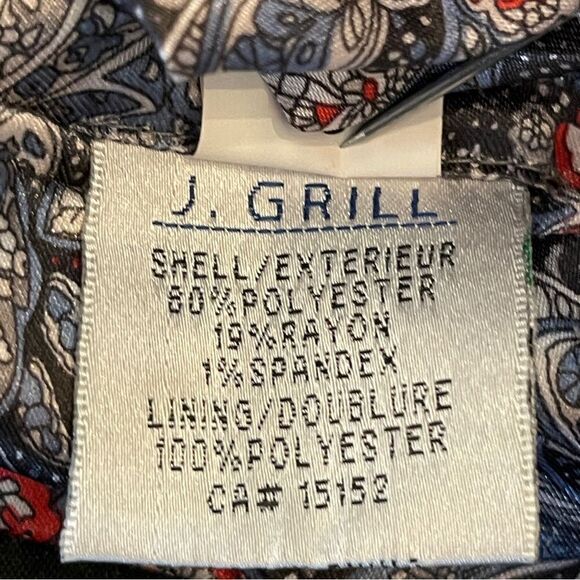 J. GRILL
SHELL/EXTERIEUR
80%POLYESTER
19%RAYON
1%SPANDEX
LINING/DOUBLURE
100%POLYESTER
CA# 15152